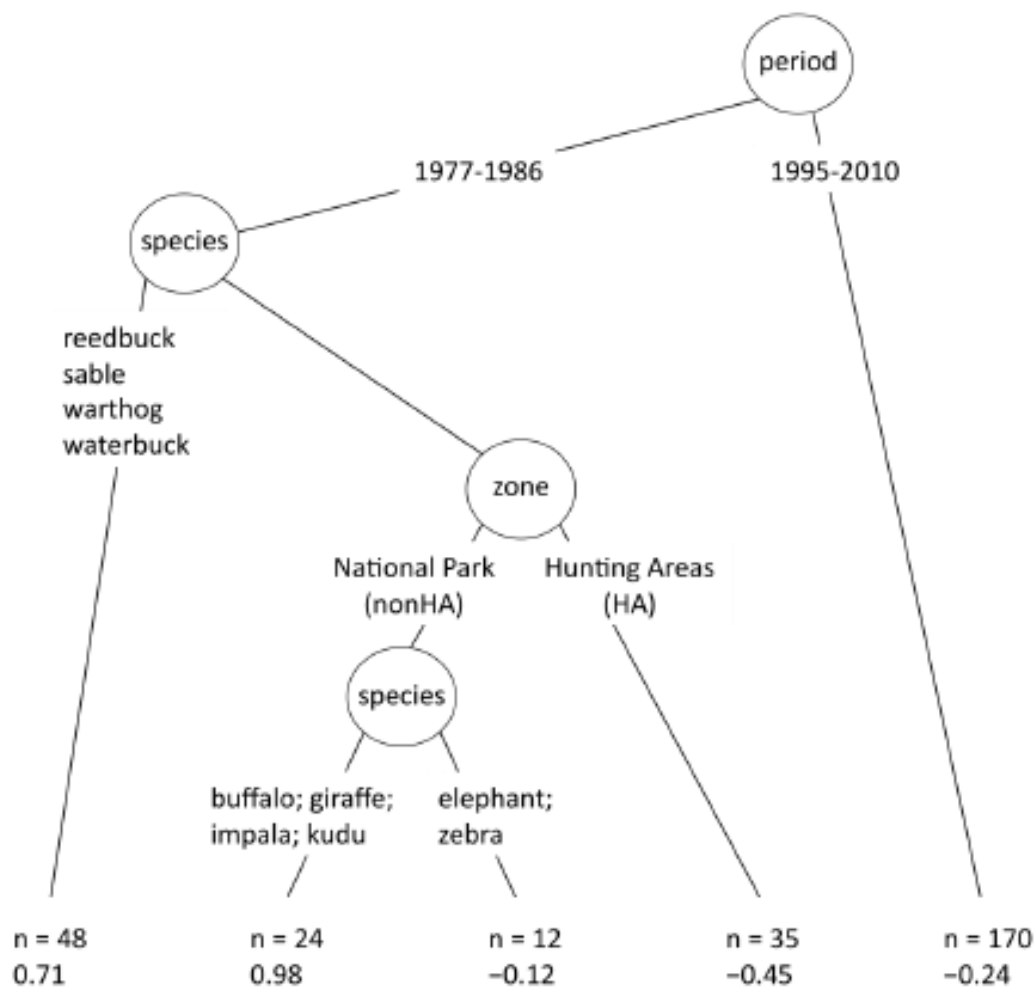 period
1977-1986
1995-2010
species
reedbuck
sable
warthog
waterbuck
zone
National Park
(nonHA)
Hunting Areas
(HA)
species
buffalo; giraffe;
impala; kudu
elephant;
zebra
n = 48
0.71
n = 24
0.98
n = 12
−0.12
n = 35
−0.45
n = 170
−0.24